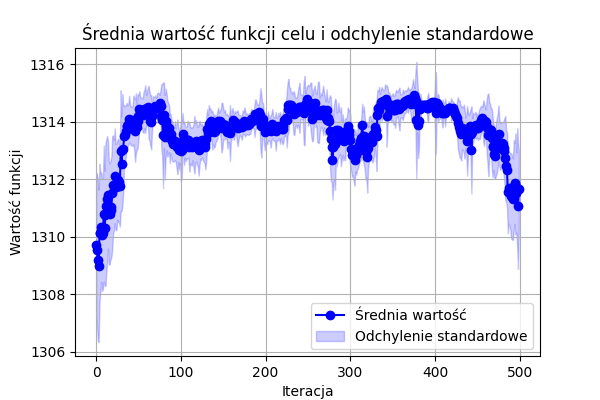 Średnia wartość funkcji celu i odchylenie standardowe
1316
1314
1312
1310
1308
1306
Wartość funkcji
0
100
200
300
400
500
Iteracja
Średnia wartość
Odchylenie standardowe